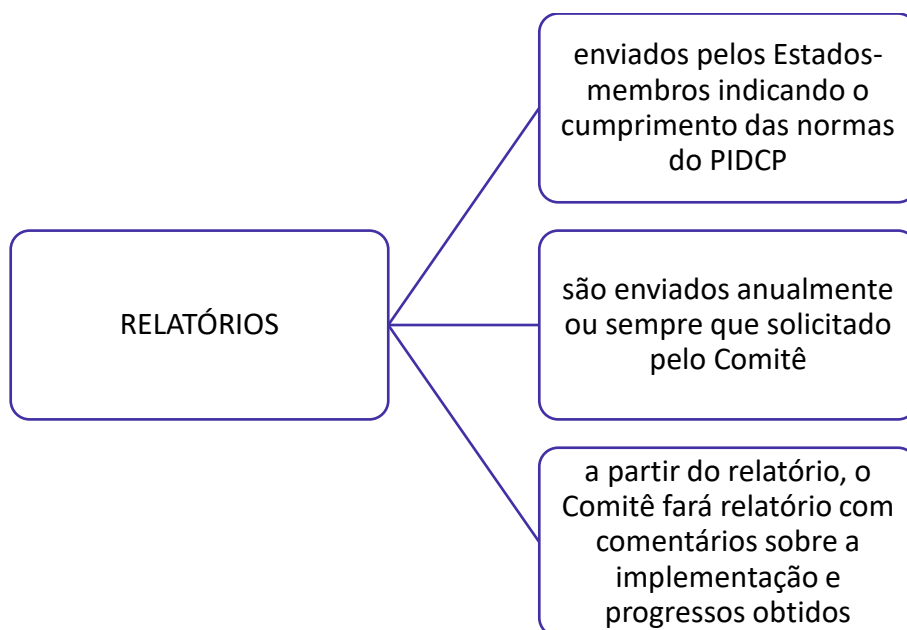 RELATÓRIOS
enviados pelos Estados-
membros indicando o
cumprimento das normas
do PIDCP
são enviados anualmente
ou sempre que solicitado
pelo Comitê
a partir do relatório, o
Comitê fará relatório com
comentários sobre a
implementação e
progressos obtidos